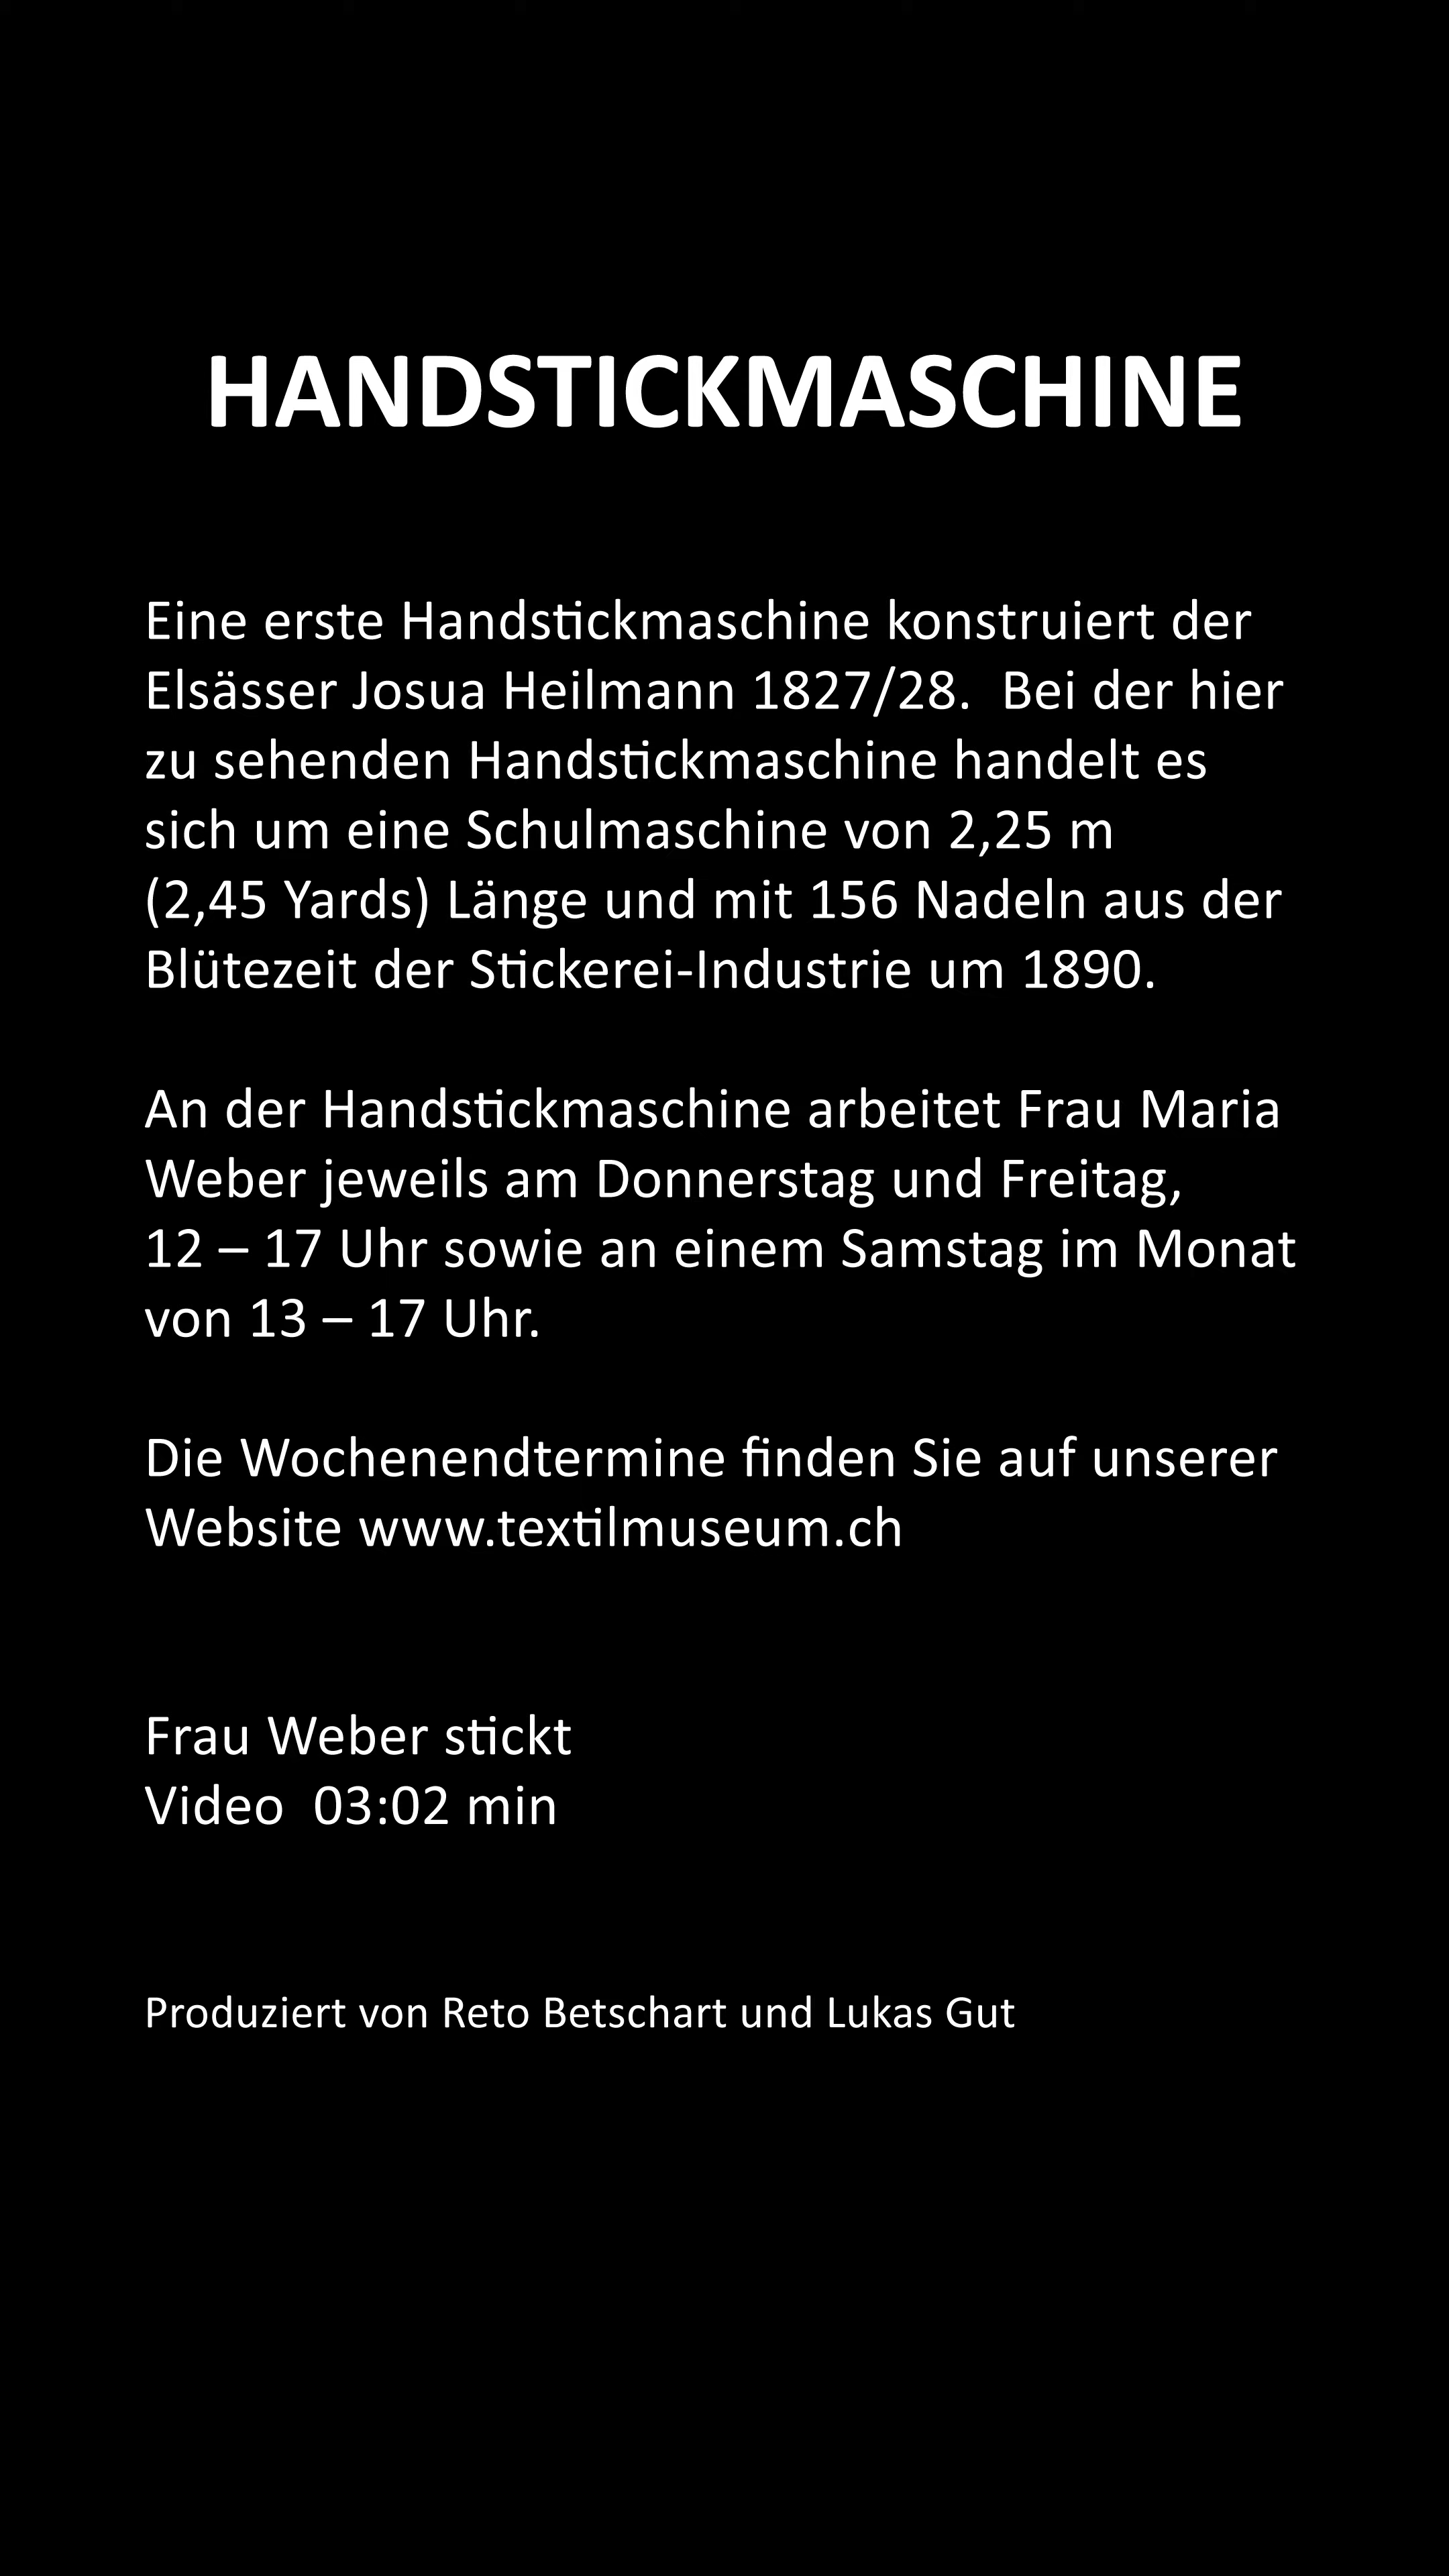 HANDSTICKMASCHINE
Eine erste Handstickmaschine konstruiert der
Elsässer Josua Heilmann 1827/28.  Bei der hier
zu sehenden Handstickmaschine handelt es
sich um eine Schulmaschine von 2,25 m
(2,45 Yards) Länge und mit 156 Nadeln aus der
Blütezeit der Stickerei-Industrie um 1890.
An der Handstickmaschine arbeitet Frau Maria
Weber jeweils am Donnerstag und Freitag,
12 – 17 Uhr sowie an einem Samstag im Monat
von 13 – 17 Uhr.
Die Wochenendtermine finden Sie auf unserer
Website www.textilmuseum.ch
Frau Weber stickt
Video  03:02 min
Produziert von Reto Betschart und Lukas Gut